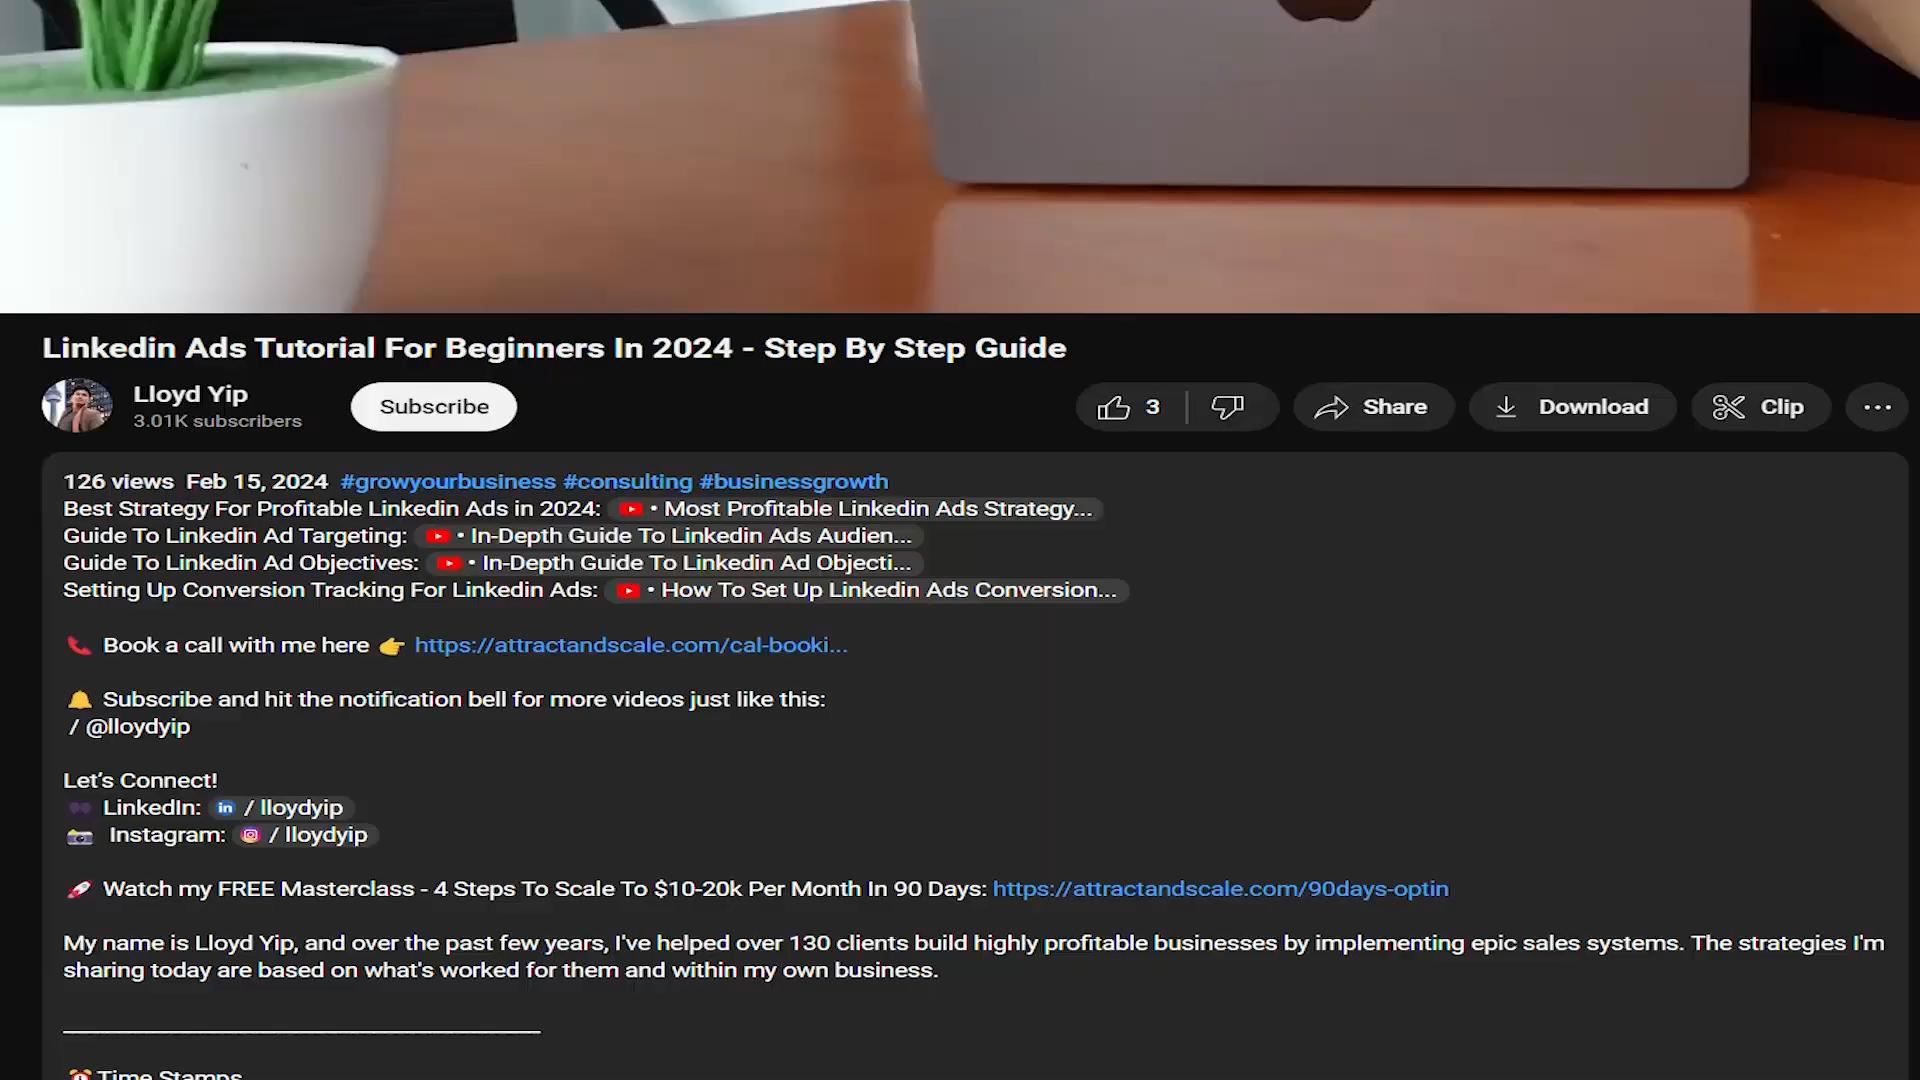 Linkedin Ads Tutorial For Beginners In 2024 - Step By Step Guide
Lloyd Yip
3.01K subscribers
Subscribe
3
Share
Download
Clip
126 views Feb 15, 2024 #growyourbusiness #consulting #businessgrowth
Best Strategy For Profitable Linkedin Ads in 2024: • Most Profitable Linkedin Ads Strategy...
Guide To Linkedin Ad Targeting: • In-Depth Guide To Linkedin Ads Audien...
Guide To Linkedin Ad Objectives: • In-Depth Guide To Linkedin Ad Objecti...
Setting Up Conversion Tracking For Linkedin Ads: • How To Set Up Linkedin Ads Conversion...
📞 Book a call with me here 👉 https://attractandscale.com/cal-booki...
🔔 Subscribe and hit the notification bell for more videos just like this:
/ @lloydyip
Let’s Connect!
LinkedIn: in / lloydyip
📷 Instagram: / lloydyip
🚀 Watch my FREE Masterclass - 4 Steps To Scale To $10-20k Per Month In 90 Days: https://attractandscale.com/90days-optin
My name is Lloyd Yip, and over the past few years, I've helped over 130 clients build highly profitable businesses by implementing epic sales systems. The strategies I'm
sharing today are based on what's worked for them and within my own business.
⏰ Time Stamps